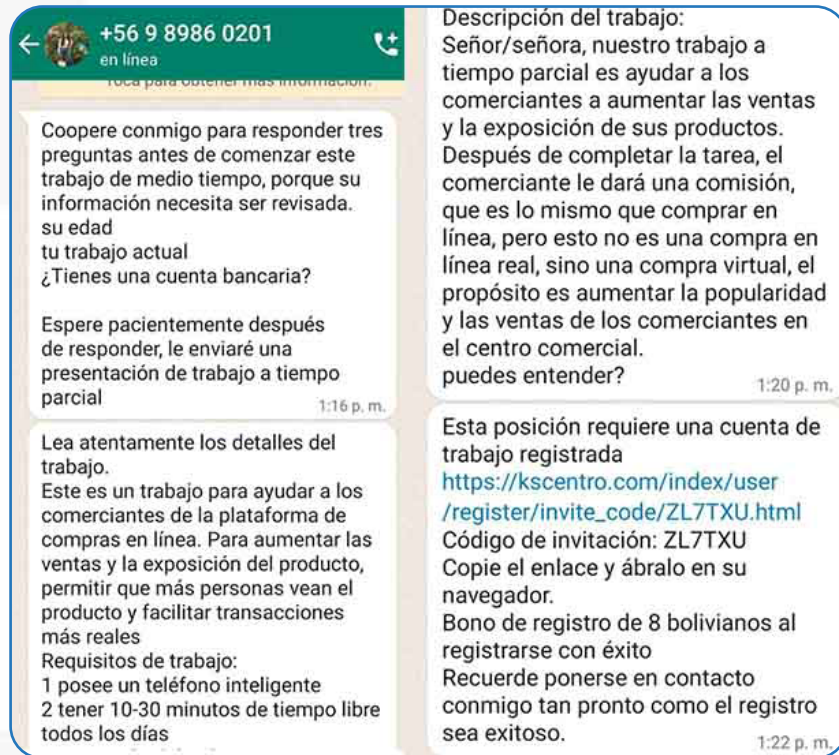 +56 9 8986 0201
en línea
Toca para obtener más información.
Coopere conmigo para responder tres
preguntas antes de comenzar este
trabajo de medio tiempo, porque su
información necesita ser revisada.
su edad
tu trabajo actual
¿Tienes una cuenta bancaria?
Espere pacientemente después
de responder, le enviaré una
presentación de trabajo a tiempo
parcial
1:16 p. m.
Lea atentamente los detalles del
trabajo.
Este es un trabajo para ayudar a los
comerciantes de la plataforma de
compras en línea. Para aumentar las
ventas y la exposición del producto,
permitir que más personas vean el
producto y facilitar transacciones
más reales
Requisitos de trabajo:
1 posee un teléfono inteligente
2 tener 10-30 minutos de tiempo libre
todos los días
Descripción del trabajo:
Señor/señora, nuestro trabajo a
tiempo parcial es ayudar a los
comerciantes a aumentar las ventas
y la exposición de sus productos.
Después de completar la tarea, el
comerciante le dará una comisión,
que es lo mismo que comprar en
línea, pero esto no es una compra en
línea real, sino una compra virtual, el
propósito es aumentar la popularidad
y las ventas de los comerciantes en
el centro comercial.
puedes entender?
1:20 p. m.
Esta posición requiere una cuenta de
trabajo registrada
https://kscentro.com/index/user
/register/invite_code/ZL7TXU.html
Código de invitación: ZL7TXU
Copie el enlace y ábralo en su
navegador.
Bono de registro de 8 bolivianos al
registrarse con éxito
Recuerde ponerse en contacto
conmigo tan pronto como el registro
sea exitoso.
1:22 p. m.